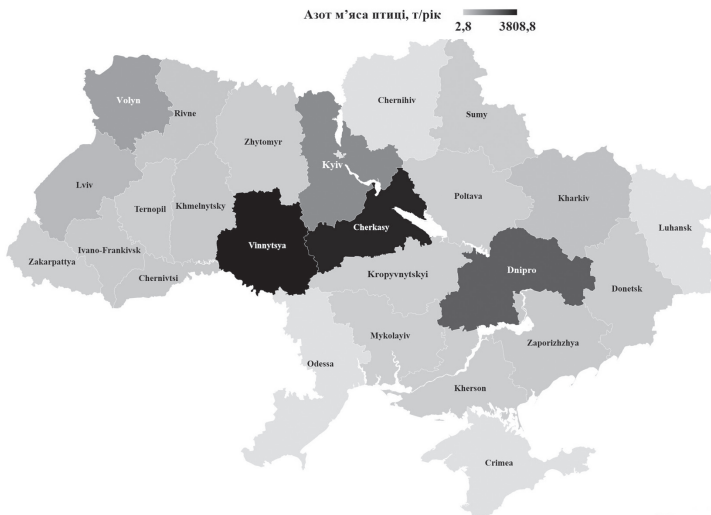 Азот м’яса птиці, т/рік
2,8 3808,8
Volyn
Rivne
Chernihiv
Sumy
Zhytomyr
Kyiv
Lviv
Ternopil
Khmelnytsky
Poltava
Kharkiv
Luhansk
Vinnytsya
Cherkasy
Zakarpattya
Ivano-Frankivsk
Chernivtsi
Kropyvnytskyi
Dnipro
Donetsk
Mykolayiv
Zaporizhzhya
Odessa
Kherson
Crimea